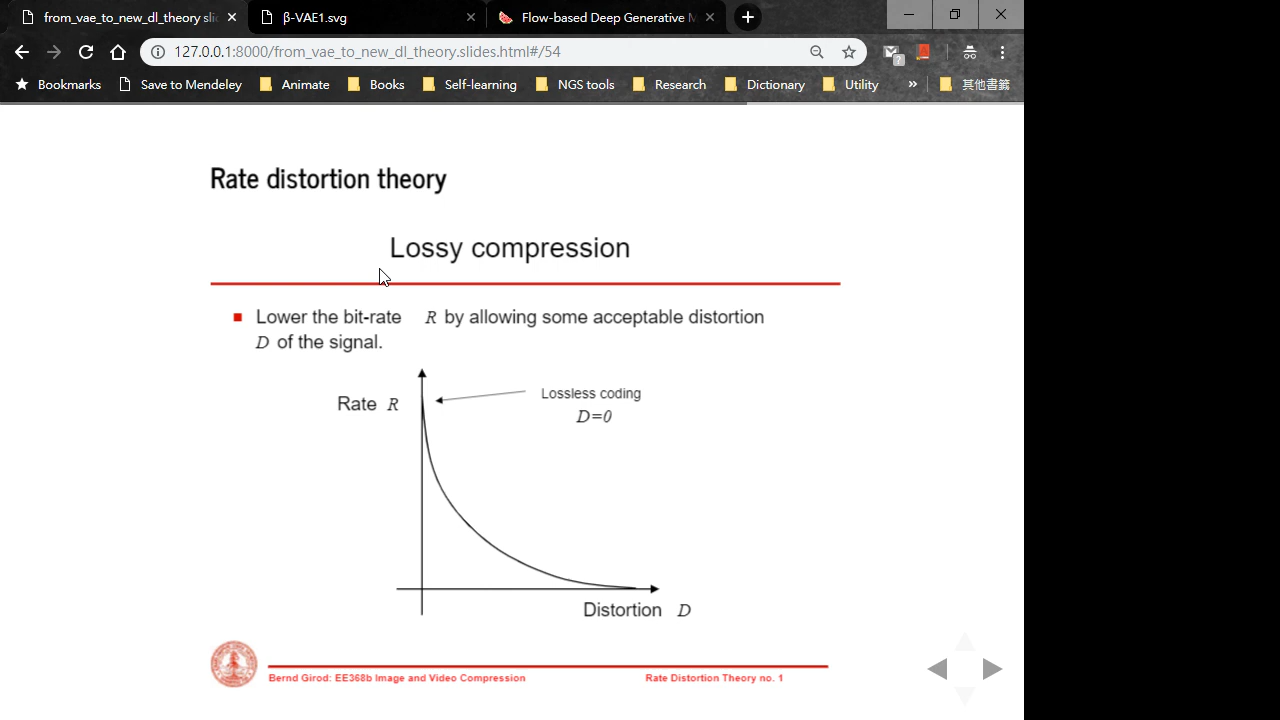 from_vae_to_new_dl_theory slid
β-VAE1.svg
Flow-based Deep Generative M
127.0.0.1:8000/from_vae_to_new_dl_theory.slides.html#/54
Bookmarks Save to Mendeley Animate Books Self-learning NGS tools Research Dictionary Utility » 其他書籤
Rate distortion theory
Lossy compression
Lower the bit-rate R by allowing some acceptable distortion
D of the signal.
Lossless coding
Rate R
D=0
Distortion D
Bernd Girod: EE368b Image and Video Compression
Rate Distortion Theory no. 1